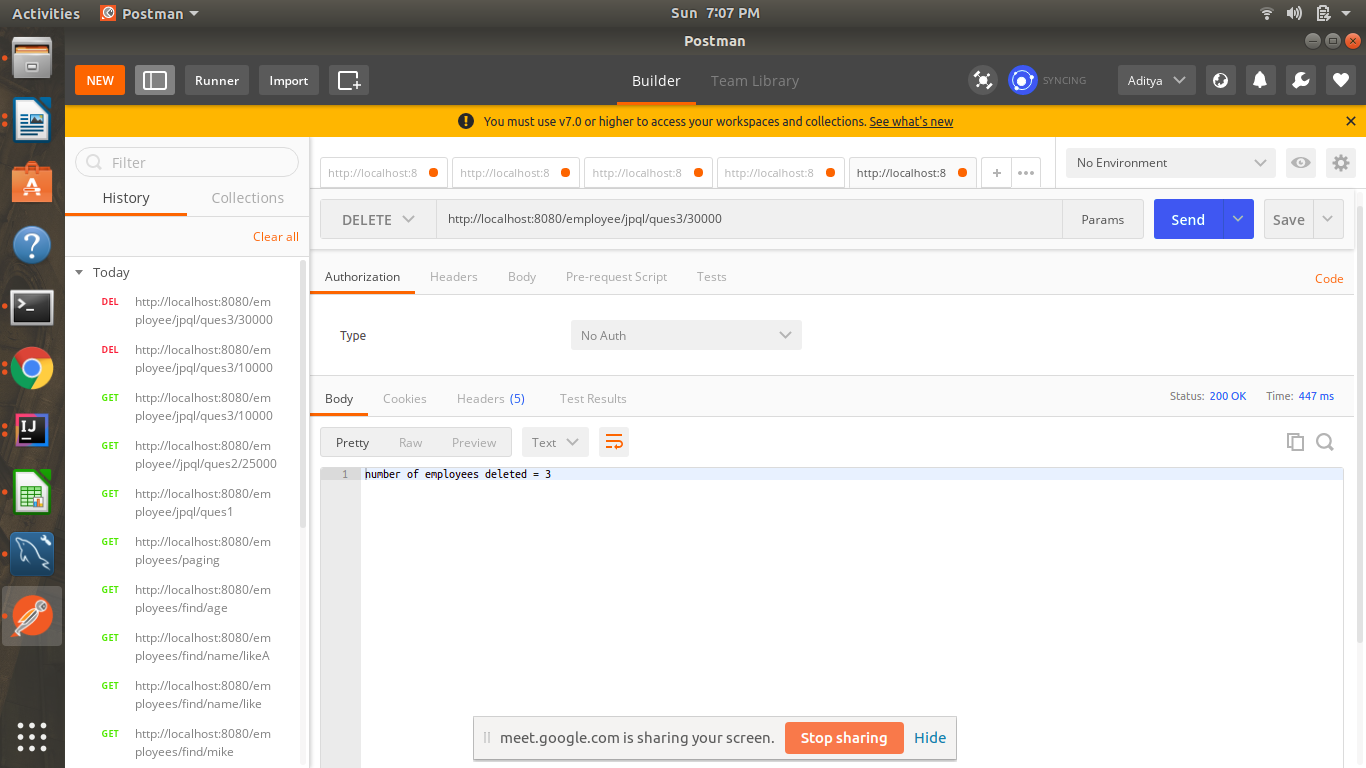 Activities Postman Sun 7:07 PM
Postman
NEW Runner Import Builder Team Library SYNCING Aditya
You must use v7.0 or higher to access your workspaces and collections. See what's new
Filter
History Collections
Clear all
Today
DEL http://localhost:8080/em
ployee/jpql/ques3/30000
DEL http://localhost:8080/em
ployee/jpql/ques3/10000
GET http://localhost:8080/em
ployee/jpql/ques3/10000
GET http://localhost:8080/em
ployee//jpql/ques2/25000
GET http://localhost:8080/em
ployee/jpql/ques1
GET http://localhost:8080/em
ployees/paging
GET http://localhost:8080/em
ployees/find/age
GET http://localhost:8080/em
ployees/find/name/likeA
GET http://localhost:8080/em
ployees/find/name/like
GET http://localhost:8080/em
ployees/find/mike
http://localhost:8 http://localhost:8 http://localhost:8 http://localhost:8 http://localhost:8 + ••• No Environment
DELETE http://localhost:8080/employee/jpql/ques3/30000 Params Send Save
Authorization Headers Body Pre-request Script Tests Code
Type No Auth
Body Cookies Headers (5) Test Results Status: 200 OK Time: 447 ms
Pretty Raw Preview Text
1 number of employees deleted = 3
meet.google.com is sharing your screen. Stop sharing Hide
IJ